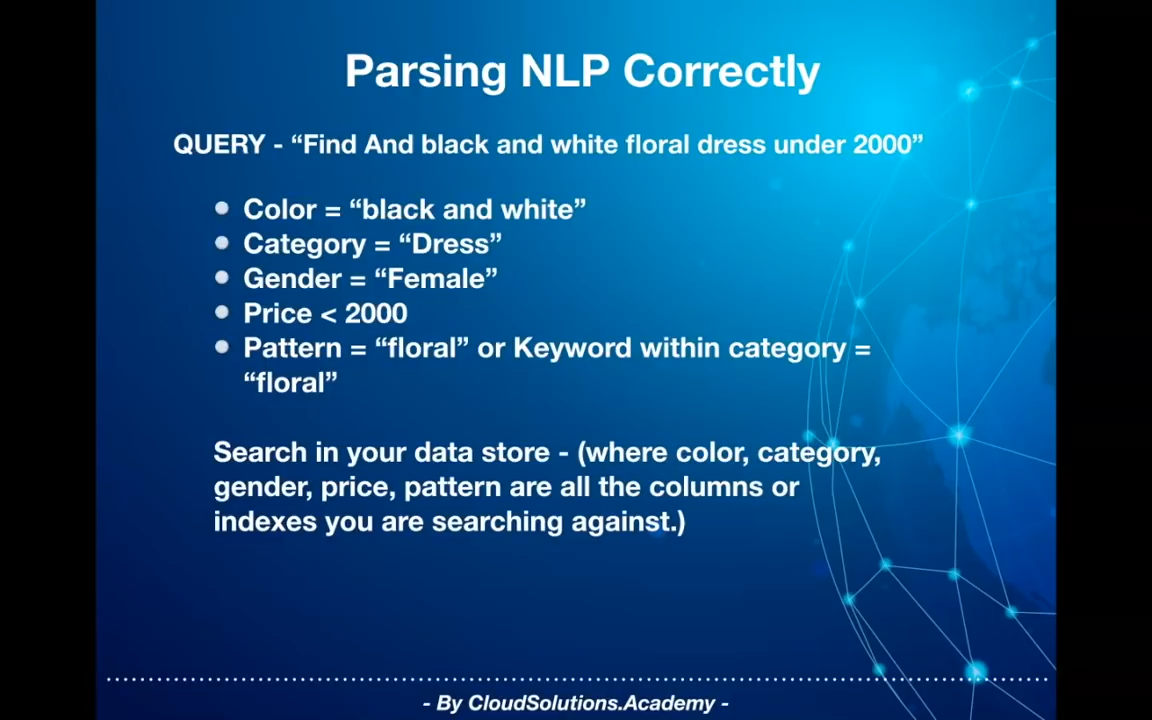 Parsing NLP Correctly
QUERY - “Find And black and white floral dress under 2000”
Color = “black and white”
Category = “Dress”
Gender = “Female”
Price < 2000
Pattern = “floral” or Keyword within category =
“floral”
Search in your data store - (where color, category,
gender, price, pattern are all the columns or
indexes you are searching against.)
- By CloudSolutions.Academy -